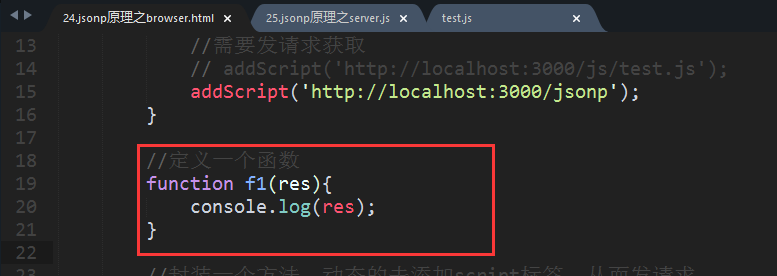 24.jsonp原理之browser.html 25.jsonp原理之server.js test.js
13 //需要发请求获取
14 // addScript('http://localhost:3000/js/test.js');
15 addScript('http://localhost:3000/jsonp');
16 }
17
18 //定义一个函数
19 function f1(res){
20 console.log(res);
21 }
22
//封装一个方法，动态的去添加script标签，从而发请求